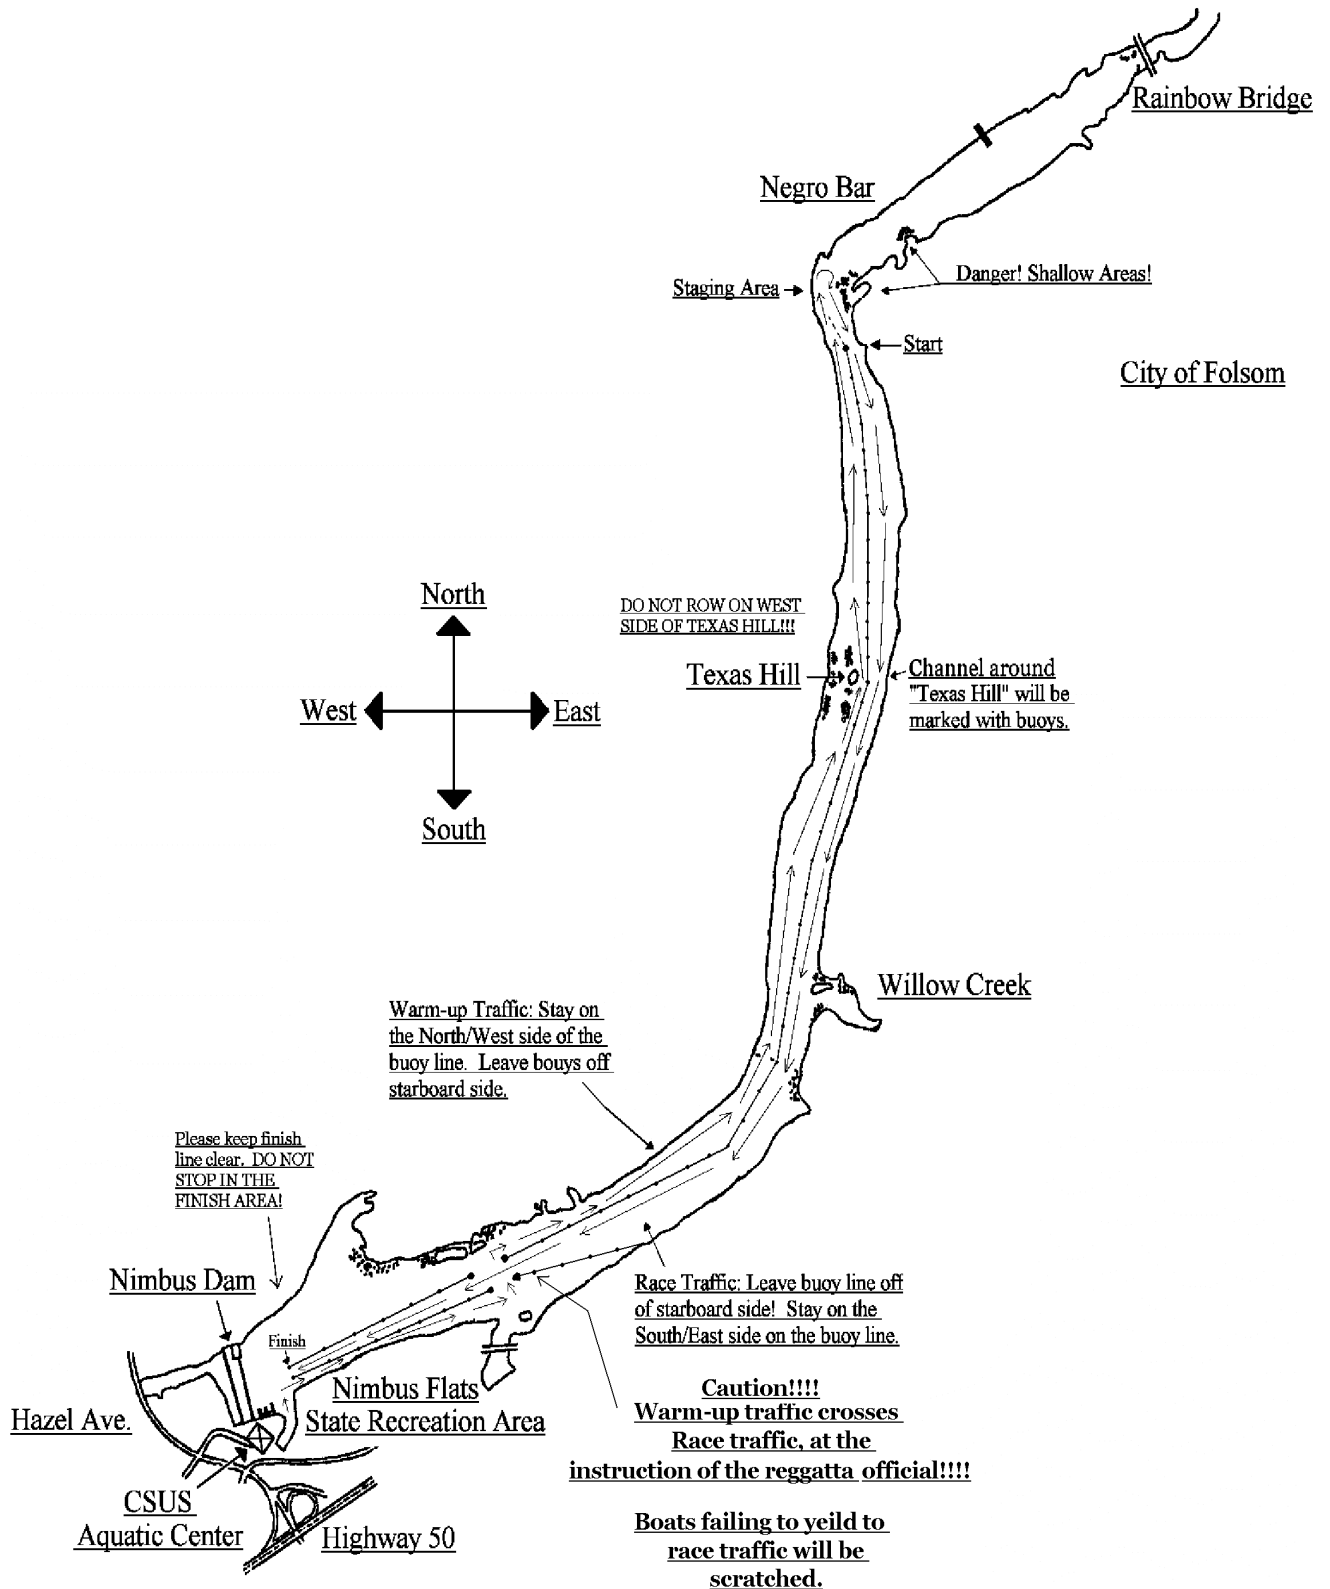 Rainbow Bridge
Negro Bar
Danger! Shallow Areas!
Staging Area
Start
City of Folsom
North
DO NOT ROW ON WEST
SIDE OF TEXAS HILL!!!
Texas Hill
Channel around
"Texas Hill" will be
marked with buoys.
West
East
South
Willow Creek
Warm-up Traffic: Stay on
the North/West side of the
buoy line. Leave bouys off
starboard side.
Please keep finish
line clear. DO NOT
STOP IN THE
FINISH AREA!
Nimbus Dam
Finish
Race Traffic: Leave buoy line off
of starboard side! Stay on the
South/East side on the buoy line.
Nimbus Flats
State Recreation Area
Hazel Ave.
Caution!!!!
Warm-up traffic crosses
Race traffic, at the
instruction of the reggatta official!!!!
CSUS
Aquatic Center
Highway 50
Boats failing to yeild to
race traffic will be
scratched.